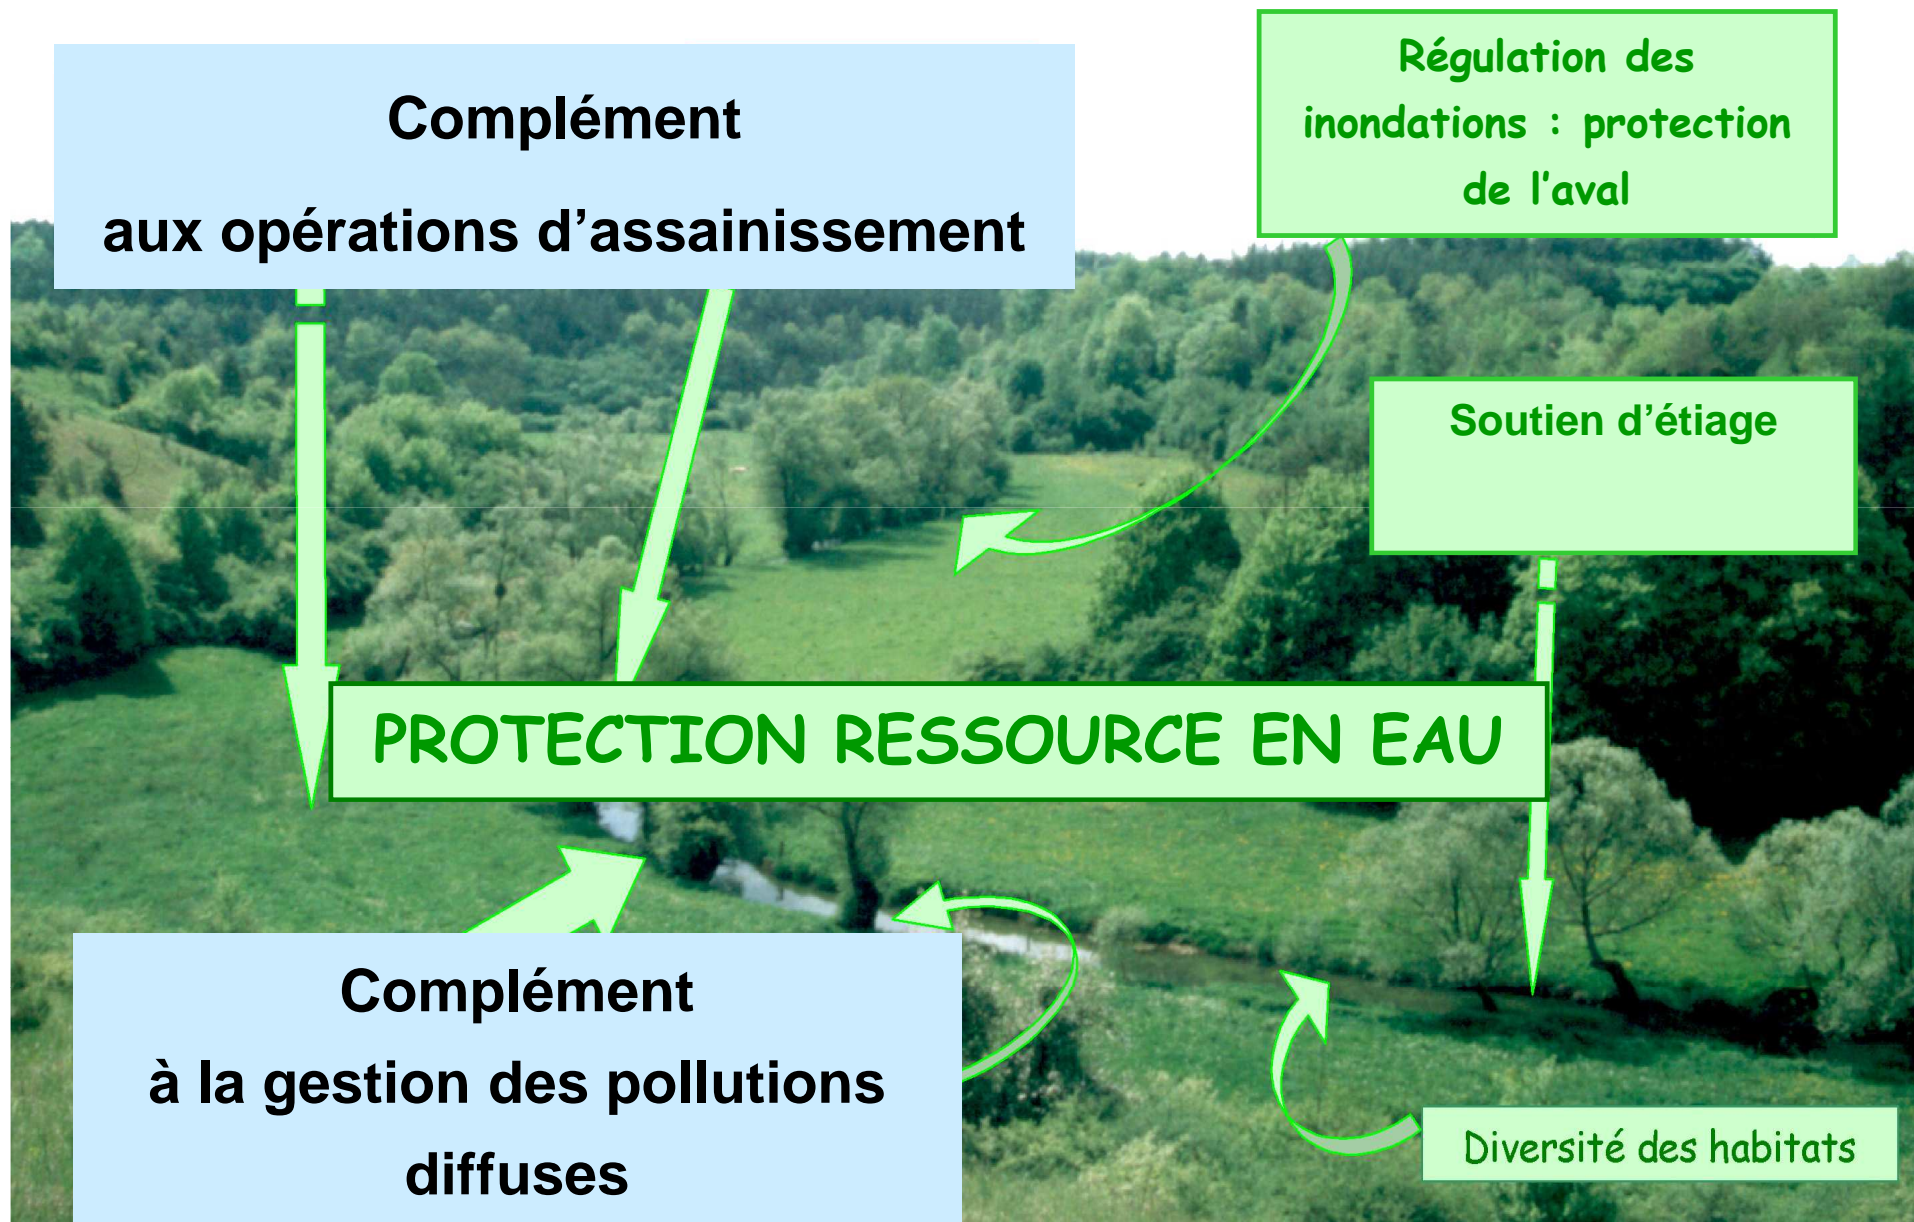 Complément
aux opérations d’assainissement
Régulation des
inondations : protection
de l’aval
Soutien d’étiage
PROTECTION RESSOURCE EN EAU
Complément
à la gestion des pollutions
diffuses
Diversité des habitats